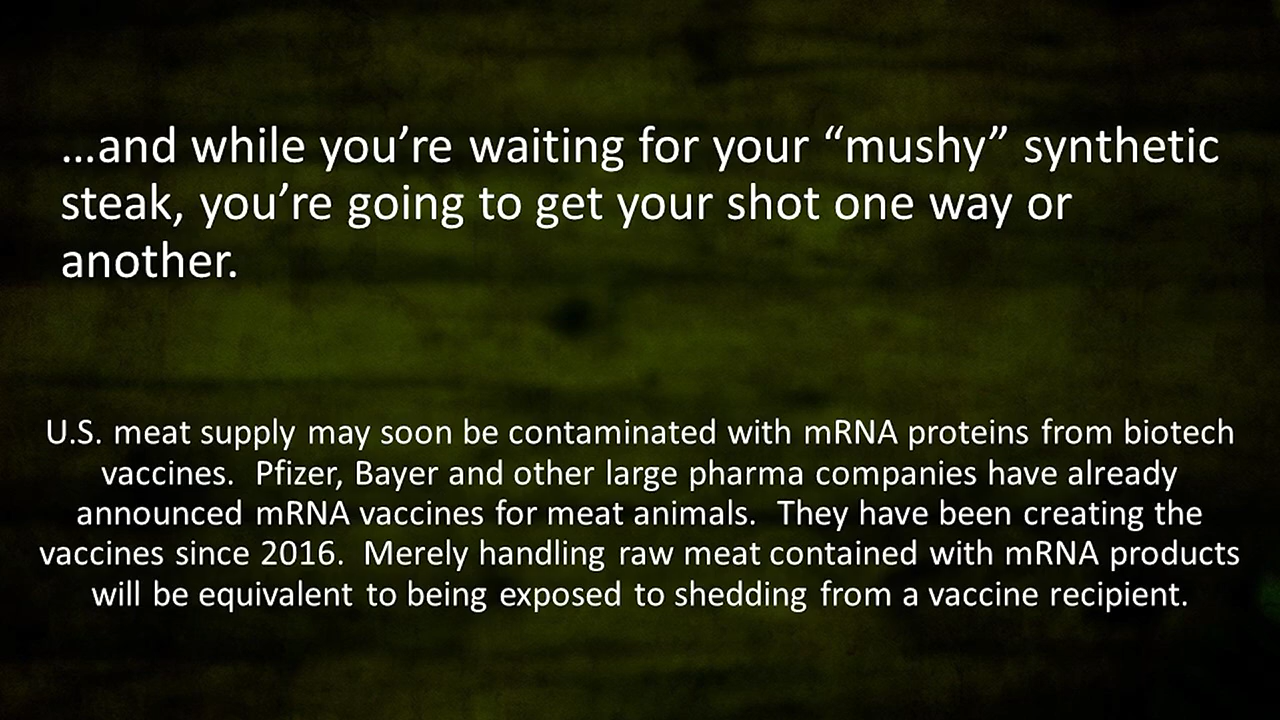 …and while you’re waiting for your “mushy” synthetic
steak, you’re going to get your shot one way or
another.
U.S. meat supply may soon be contaminated with mRNA proteins from biotech
vaccines.  Pfizer, Bayer and other large pharma companies have already
announced mRNA vaccines for meat animals.  They have been creating the
vaccines since 2016.  Merely handling raw meat contained with mRNA products
will be equivalent to being exposed to shedding from a vaccine recipient.